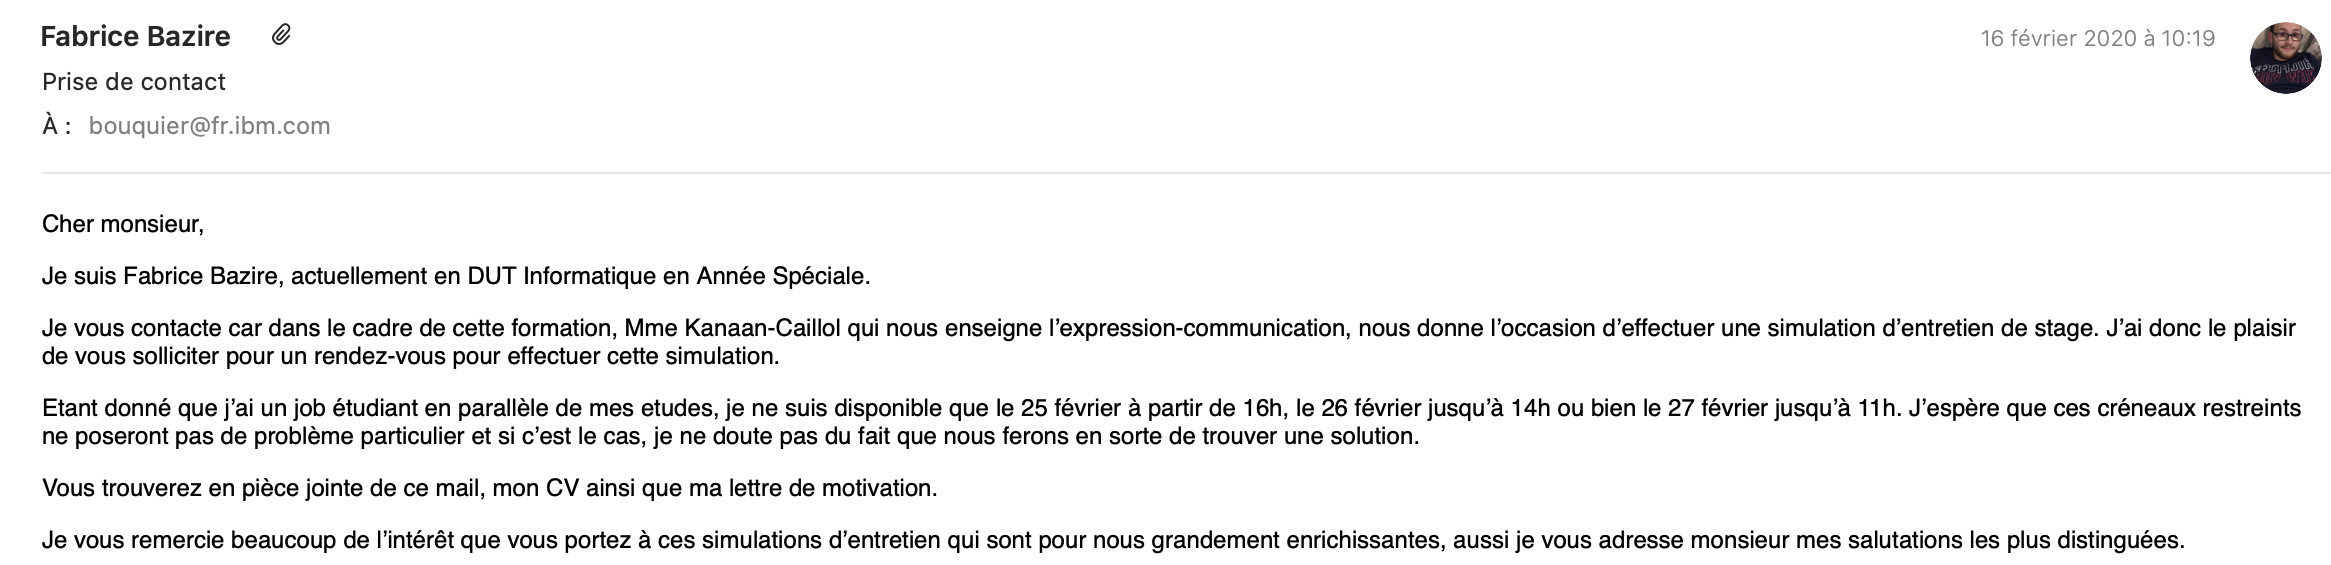 Fabrice Bazire
16 février 2020 à 10:19
Prise de contact
À : bouquier@fr.ibm.com
Cher monsieur,
Je suis Fabrice Bazire, actuellement en DUT Informatique en Année Spéciale.
Je vous contacte car dans le cadre de cette formation, Mme Kanaan-Caillol qui nous enseigne l’expression-communication, nous donne l’occasion d’effectuer une simulation d’entretien de stage. J’ai donc le plaisir
de vous solliciter pour un rendez-vous pour effectuer cette simulation.
Etant donné que j’ai un job étudiant en parallèle de mes etudes, je ne suis disponible que le 25 février à partir de 16h, le 26 février jusqu’à 14h ou bien le 27 février jusqu’à 11h. J’espère que ces créneaux restreints
ne poseront pas de problème particulier et si c’est le cas, je ne doute pas du fait que nous ferons en sorte de trouver une solution.
Vous trouverez en pièce jointe de ce mail, mon CV ainsi que ma lettre de motivation.
Je vous remercie beaucoup de l’intérêt que vous portez à ces simulations d’entretien qui sont pour nous grandement enrichissantes, aussi je vous adresse monsieur mes salutations les plus distinguées.